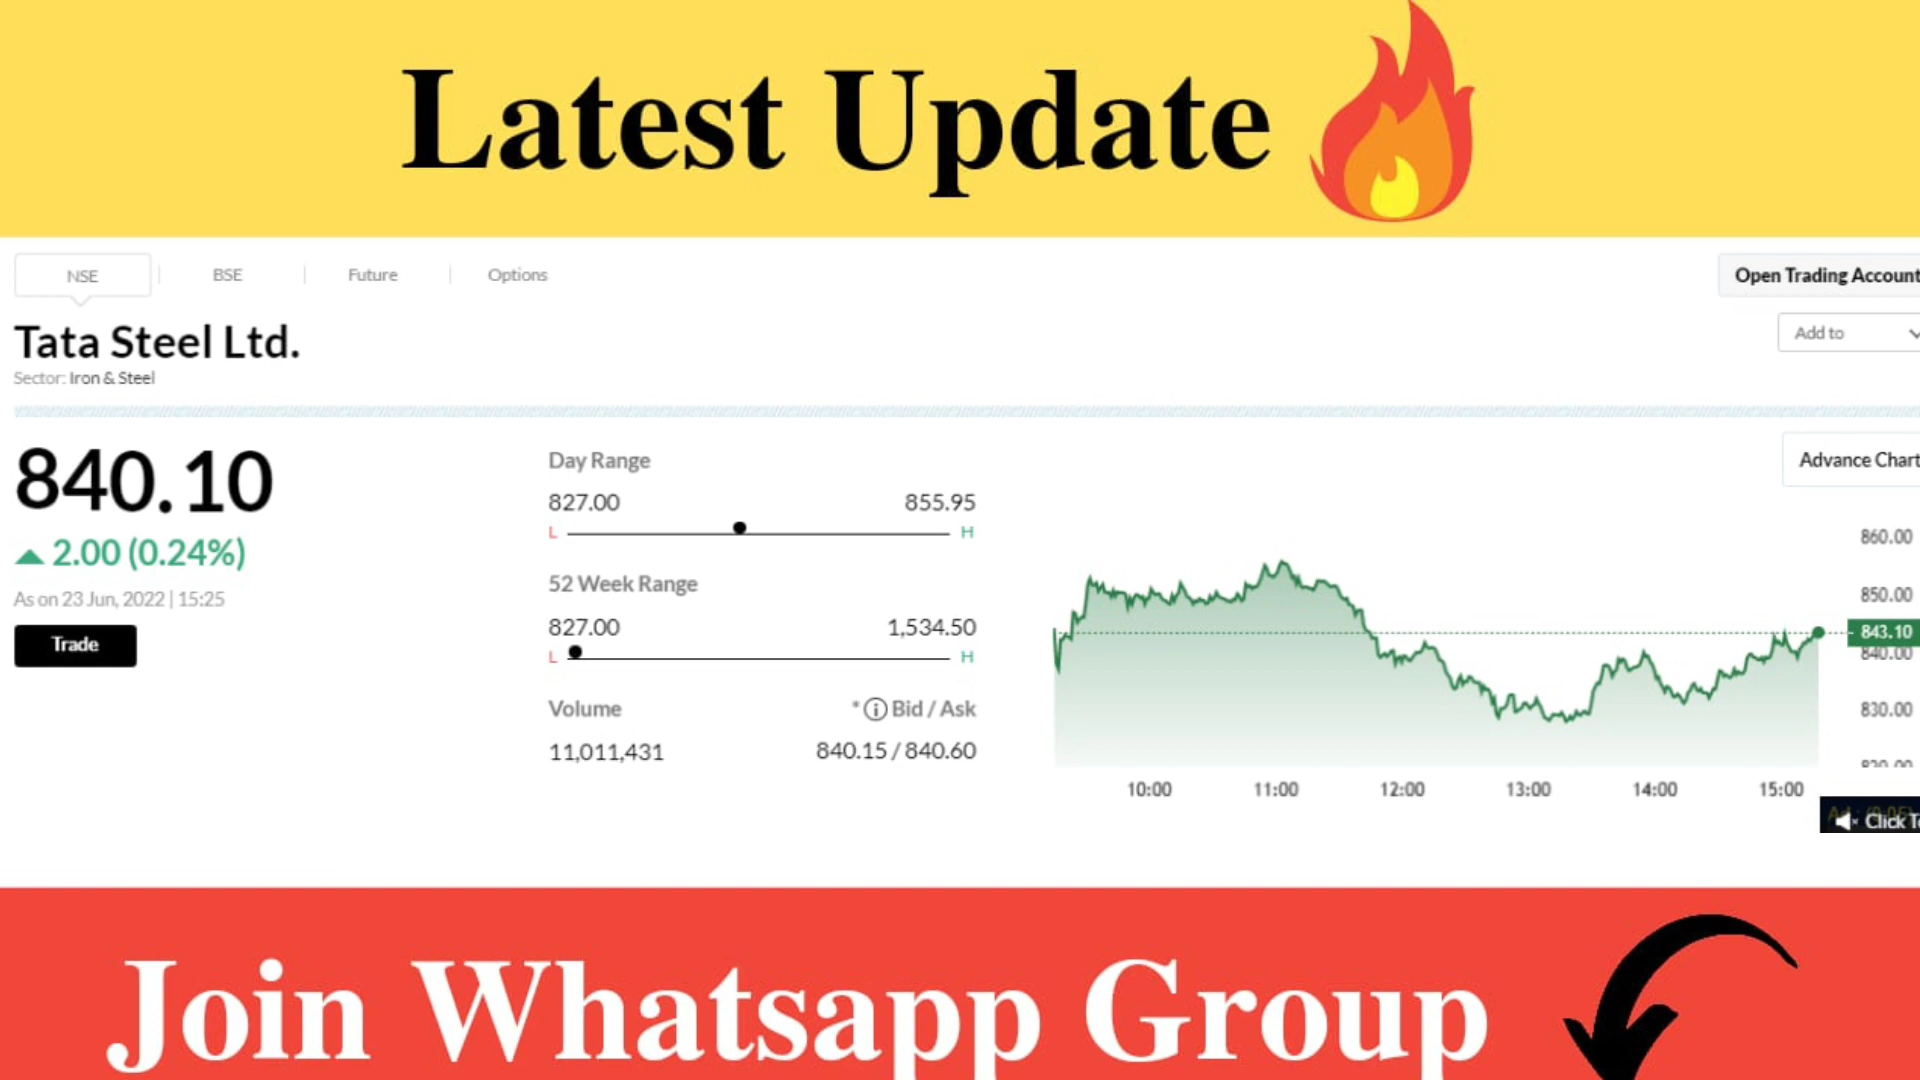 Latest Update
NSE BSE Future Options
Open Trading Account
Tata Steel Ltd.
Add to
Sector: Iron & Steel
840.10
2.00 (0.24%)
As on 23 Jun, 2022 | 15:25
Trade
Day Range
827.00 855.95
L H
52 Week Range
827.00 1,534.50
L H
Volume * i Bid / Ask
11,011,431 840.15 / 840.60
Advance Chart
860.00
850.00
843.10
840.00
830.00
820.00
10:00 11:00 12:00 13:00 14:00 15:00
Click
Join Whatsapp Group